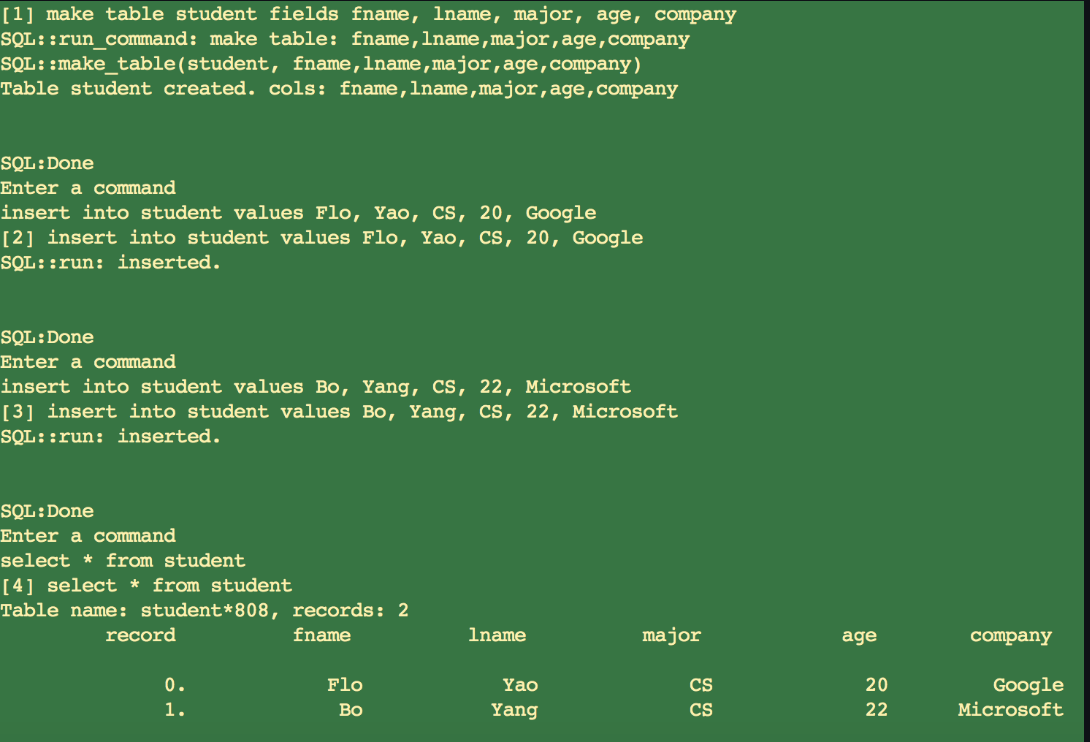 [1] make table student fields fname, lname, major, age, company
SQL::run_command: make table: fname,lname,major,age,company
SQL::make_table(student, fname,lname,major,age,company)
Table student created. cols: fname,lname,major,age,company
SQL:Done
Enter a command
insert into student values Flo, Yao, CS, 20, Google
[2] insert into student values Flo, Yao, CS, 20, Google
SQL::run: inserted.
SQL:Done
Enter a command
insert into student values Bo, Yang, CS, 22, Microsoft
[3] insert into student values Bo, Yang, CS, 22, Microsoft
SQL::run: inserted.
SQL:Done
Enter a command
select * from student
[4] select * from student
Table name: student*808, records: 2
record fname lname major age company
0. Flo Yao CS 20 Google
1. Bo Yang CS 22 Microsoft